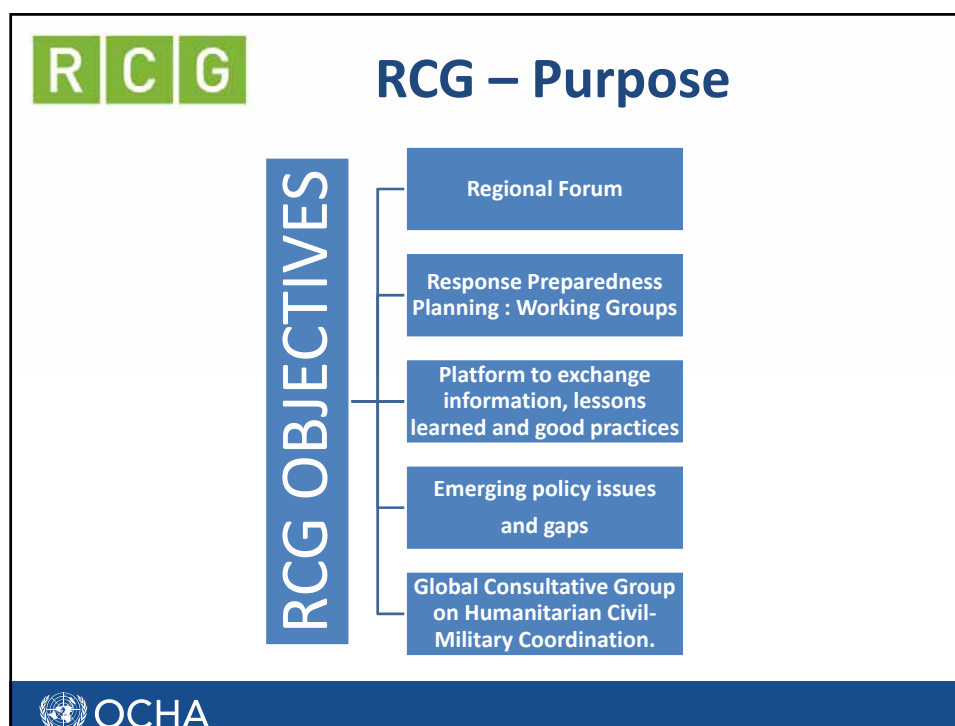 RCG
RCG – Purpose
RCG OBJECTIVES
Regional Forum
Response Preparedness
Planning : Working Groups
Platform to exchange
information, lessons
learned and good practices
Emerging policy issues
and gaps
Global Consultative Group
on Humanitarian Civil-
Military Coordination.
OCHA